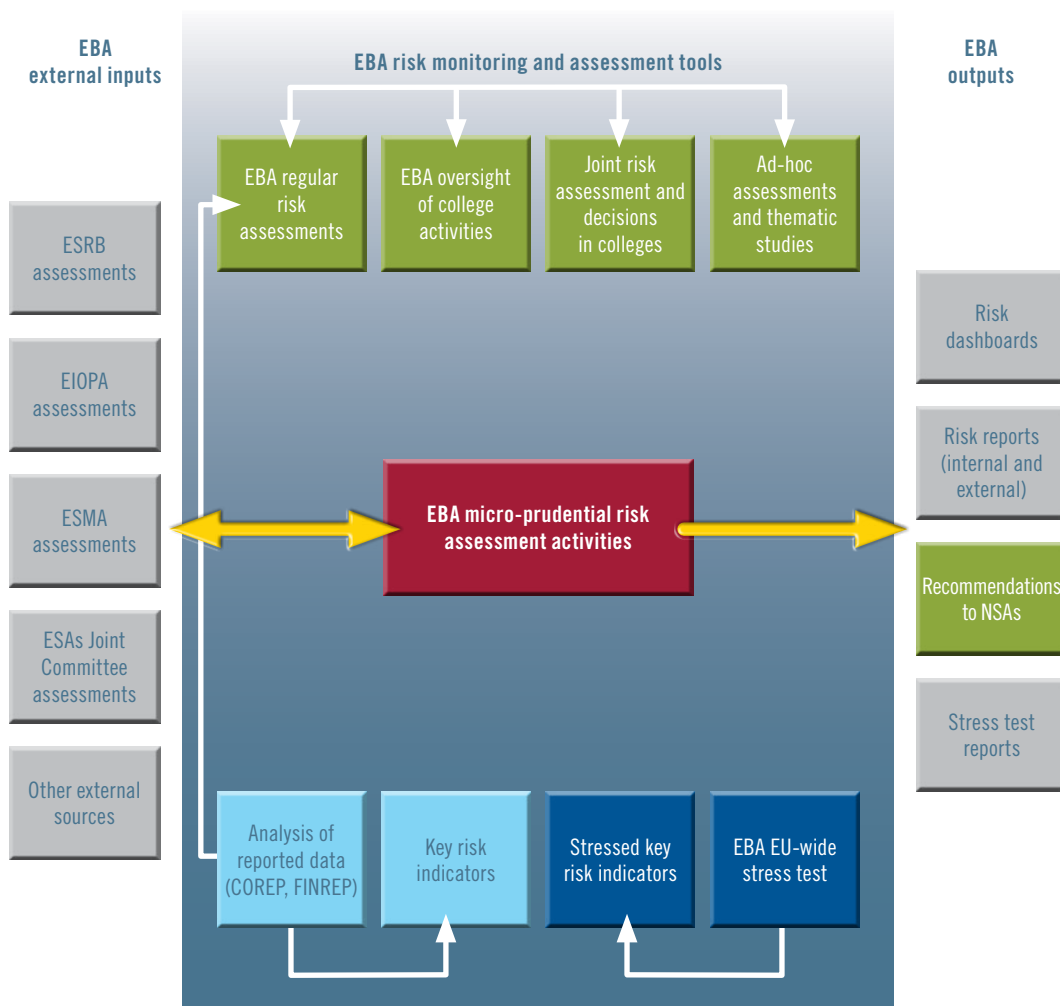 EBA
external inputs
EBA risk monitoring and assessment tools
EBA
outputs
ESRB
assessments
EIOPA
assessments
ESMA
assessments
ESAs Joint
Committee
assessments
Other external
sources
EBA regular
risk
assessments
EBA oversight
of college
activities
Joint risk
assessment and
decisions
in colleges
Ad-hoc
assessments
and thematic
studies
EBA micro-prudential risk
assessment activities
Analysis of
reported data
(COREP, FINREP)
Key risk
indicators
Stressed key
risk indicators
EBA EU-wide
stress test
Risk
dashboards
Risk reports
(internal and
external)
Recommendations
to NSAs
Stress test
reports